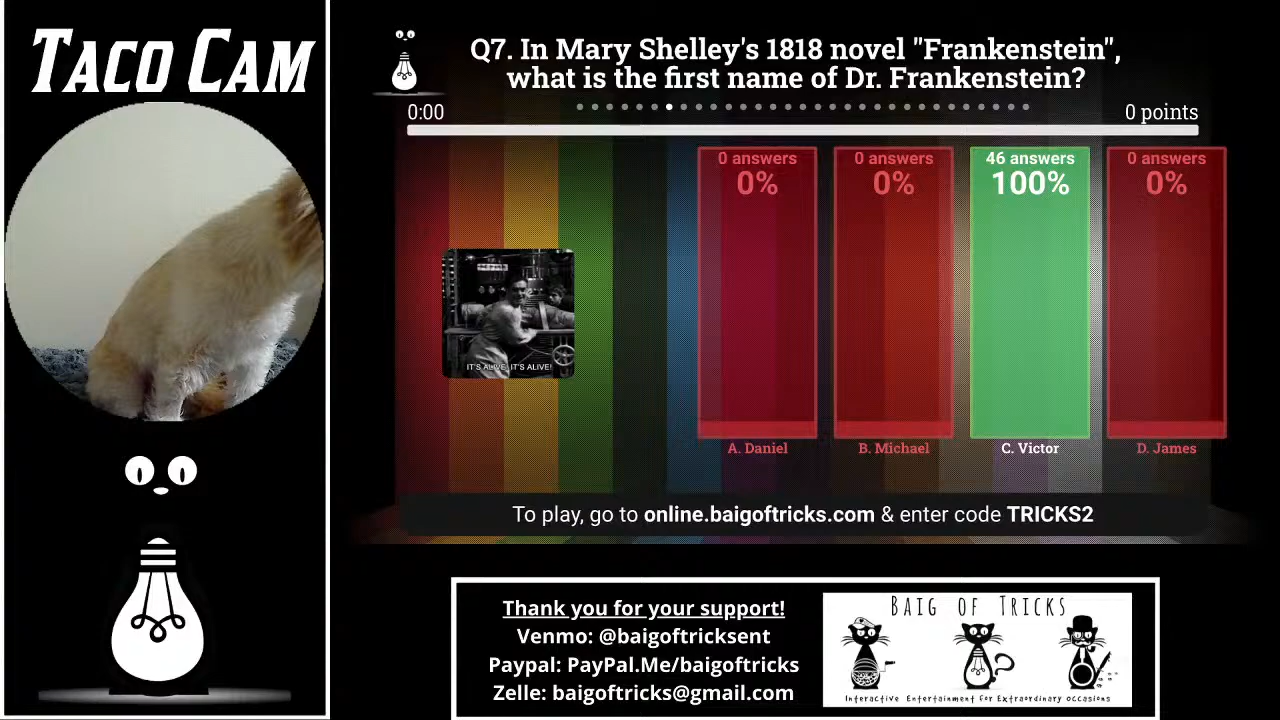 TACO CAM
Q7. In Mary Shelley's 1818 novel "Frankenstein",
what is the first name of Dr. Frankenstein?
0:00
0 points
0 answers
0%
0 answers
0%
46 answers
100%
0 answers
0%
IT'S ALIVE, IT'S ALIVE!
A. Daniel
B. Michael
C. Victor
D. James
To play, go to online.baigoftricks.com & enter code TRICKS2
Thank you for your support!
Venmo: @baigoftricksent
Paypal: PayPal.Me/baigoftricks
Zelle: baigoftricks@gmail.com
BAIG OF TRICKS
Interactive Entertainment for Extraordinary Occasions